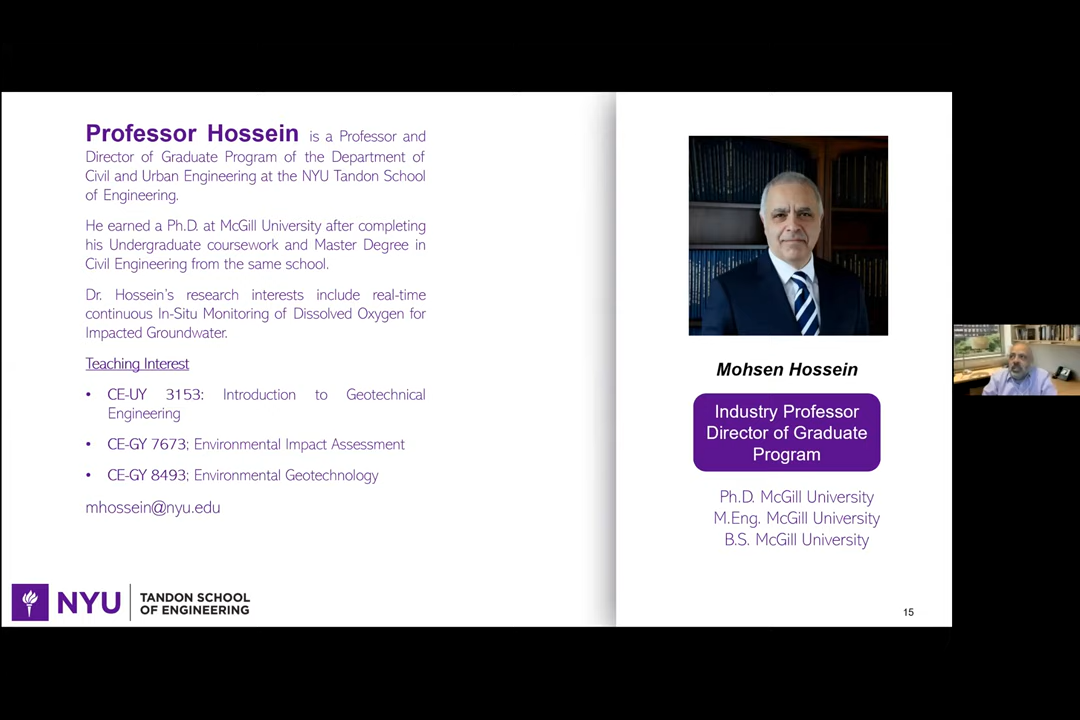 Professor Hossein is a Professor and
Director of Graduate Program of the Department of
Civil and Urban Engineering at the NYU Tandon School
of Engineering.
He earned a Ph.D. at McGill University after completing
his Undergraduate coursework and Master Degree in
Civil Engineering from the same school.
Dr. Hossein's research interests include real-time
continuous In-Situ Monitoring of Dissolved Oxygen for
Impacted Groundwater.
Teaching Interest
• CE-UY 3153: Introduction to Geotechnical
Engineering
• CE-GY 7673; Environmental Impact Assessment
• CE-GY 8493; Environmental Geotechnology
mhossein@nyu.edu
NYU
TANDON SCHOOL
OF ENGINEERING
Mohsen Hossein
Industry Professor
Director of Graduate
Program
Ph.D. McGill University
M.Eng. McGill University
B.S. McGill University
15